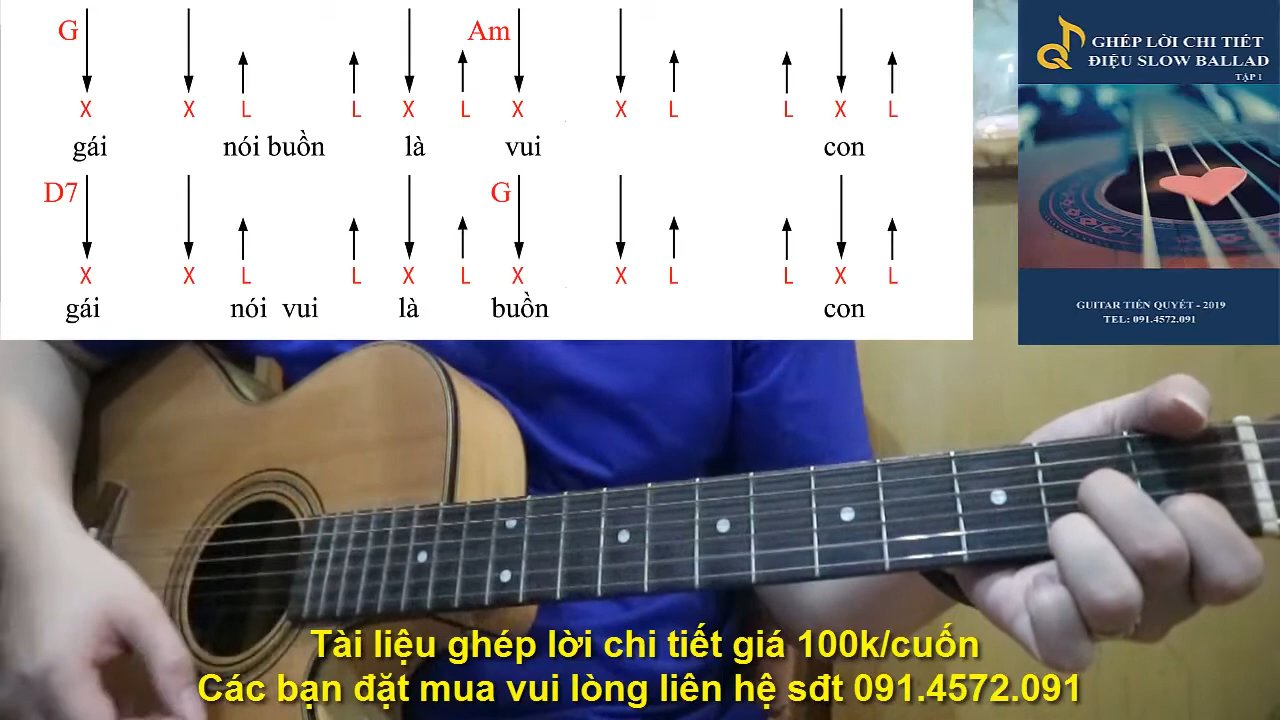 G Am
X X L L X L X X L L X L
gái nói buồn là vui con
D7 G
X X L L X L X X L L X L
gái nói vui là buồn con
GHÉP LỜI CHI TIẾT
ĐIỆU SLOW BALLAD
TẬP 1
GUITAR TIẾN QUYẾT - 2019
TEL: 091.4572.091
Tài liệu ghép lời chi tiết giá 100k/cuốn
Các bạn đặt mua vui lòng liên hệ sđt 091.4572.091